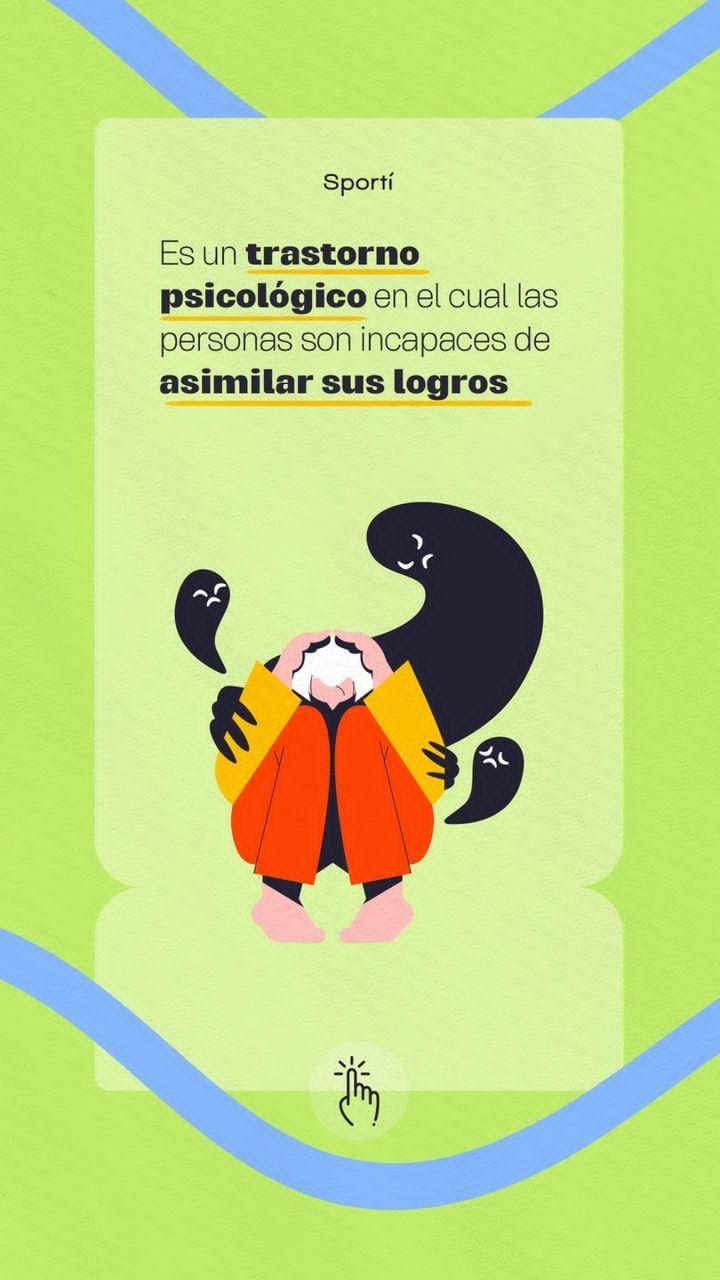 Sportí
Es un trastorno
psicológico en el cual las
personas son incapaces de
asimilar sus logros